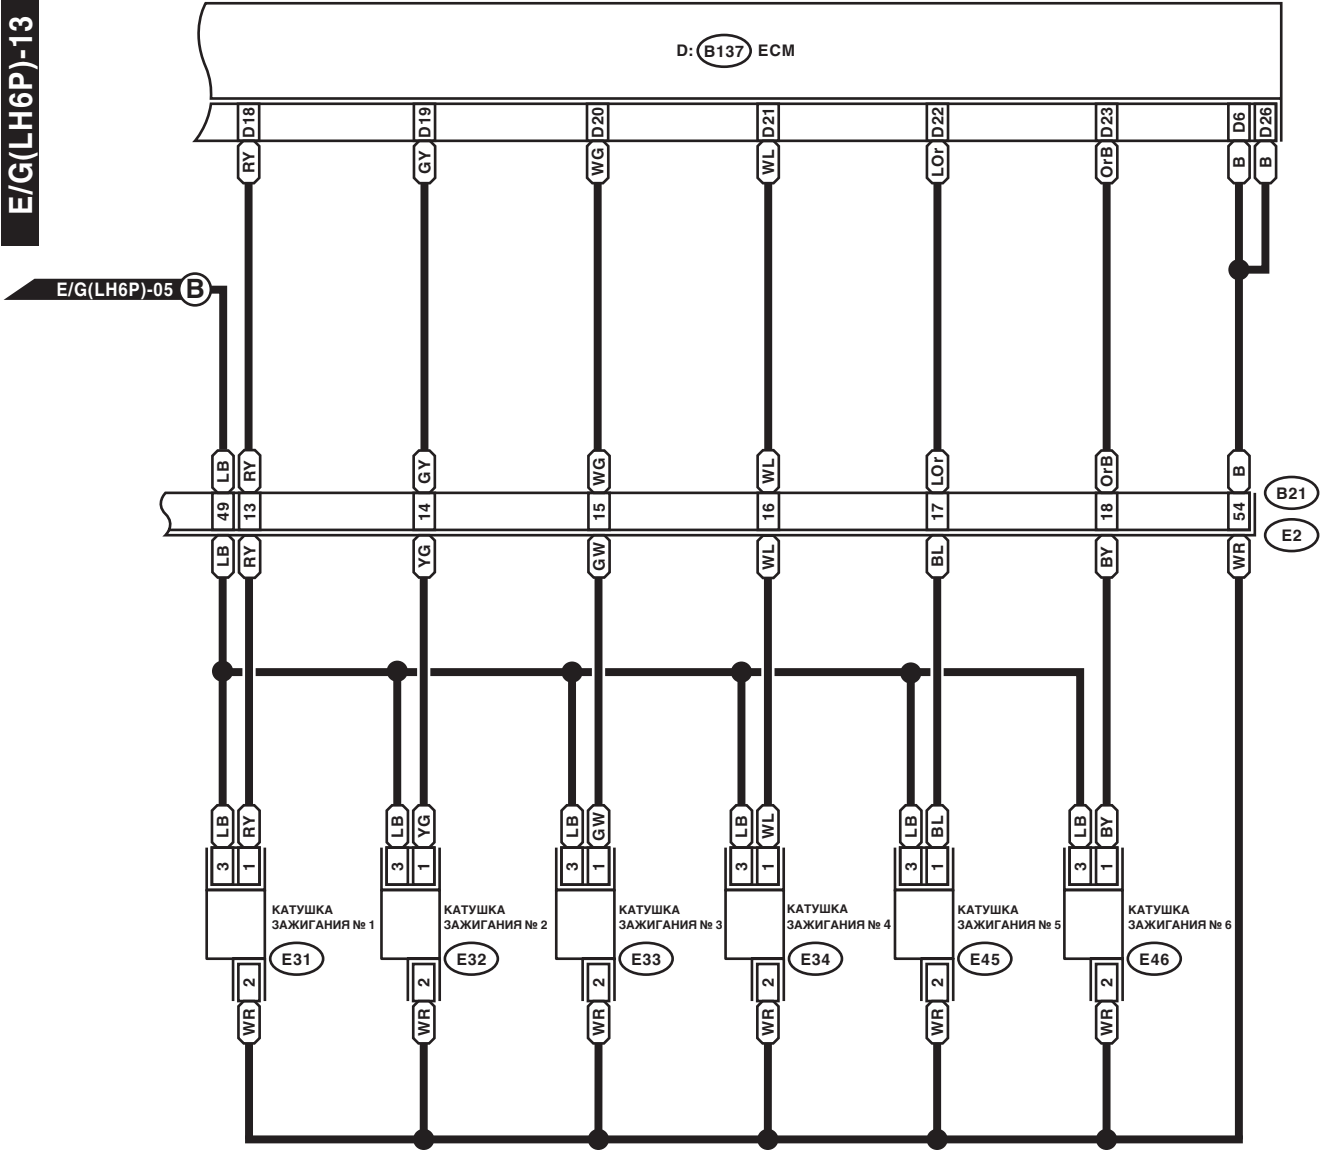 E/G(LH6P)-13
D: B137 ECM
D18 D19 D20 D21 D22 D23 D6 D26
RY GY WG WL LOr OrB B B
E/G(LH6P)-05 B
LB RY GY WG WL LOr OrB B
49 13 14 15 16 17 18 54 B21
E2
LB RY YG GW WL BL BY WR
LB RY LB YG LB GW LB WL LB BL LB BY
3 1 3 1 3 1 3 1 3 1 3 1
КАТУШКА
ЗАЖИГАНИЯ № 1
КАТУШКА
ЗАЖИГАНИЯ № 2
КАТУШКА
ЗАЖИГАНИЯ № 3
КАТУШКА
ЗАЖИГАНИЯ № 4
КАТУШКА
ЗАЖИГАНИЯ № 5
КАТУШКА
ЗАЖИГАНИЯ № 6
E31 E32 E33 E34 E45 E46
2 2 2 2 2 2
WR WR WR WR WR WR